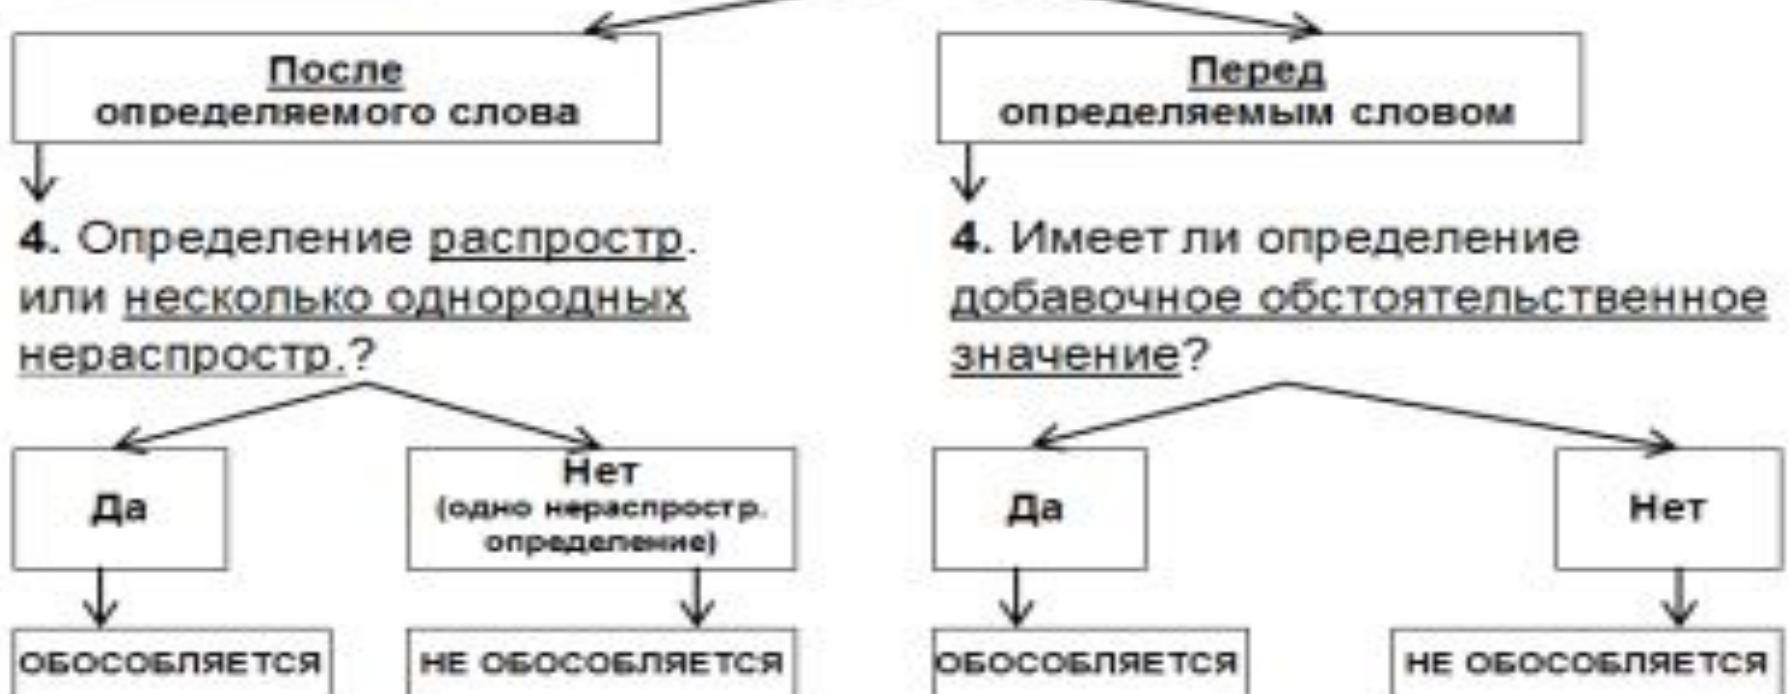 После
определяемого слова
Перед
определяемым словом
4. Определение распростр.
или несколько однородных
нераспростр.?
4. Имеет ли определение
добавочное обстоятельственное
значение?
Да
Нет
(одно нераспростр.
определение)
Да
Нет
ОБОСОБЛЯЕТСЯ
НЕ ОБОСОБЛЯЕТСЯ
ОБОСОБЛЯЕТСЯ
НЕ ОБОСОБЛЯЕТСЯ